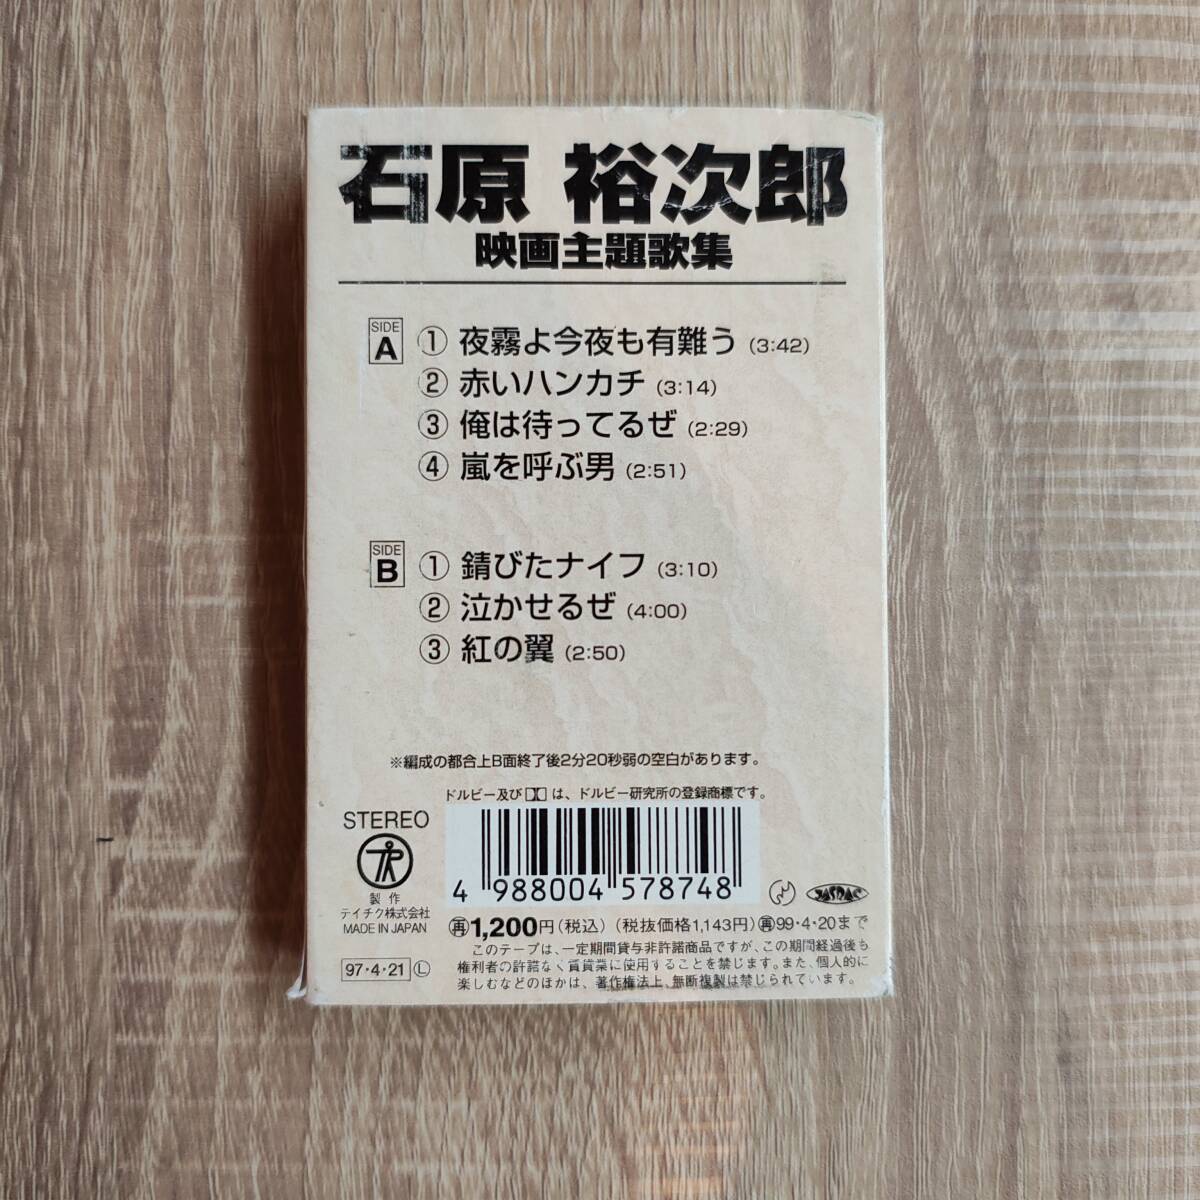 石原 裕次郎
映画主題歌集
SIDE A ① 夜霧よ今夜も有難う (3:42)
② 赤いハンカチ (3:14)
③ 俺は待ってるぜ (2:29)
④ 嵐を呼ぶ男 (2:51)
SIDE B ① 錆びたナイフ (3:10)
② 泣かせるぜ (4:00)
③ 紅の翼 (2:50)
※編成の都合上B面終了後2分20秒弱の空白があります。
ドルビー及び は、ドルビー研究所の登録商標です。
STEREO
製作
テイチク株式会社
MADE IN JAPAN
97・4・21 Ⓛ
4 988004 578748
JASRAC
再1,200円(税込)(税抜価格1,143円)再99・4・20まで
このテープは、一定期間貸与非許諾商品ですが、この期間経過後も
権利者の許諾なく賃貸業に使用することを禁じます。また、個人的に
楽しむなどのほかは、著作権法上、無断複製は禁じられています。